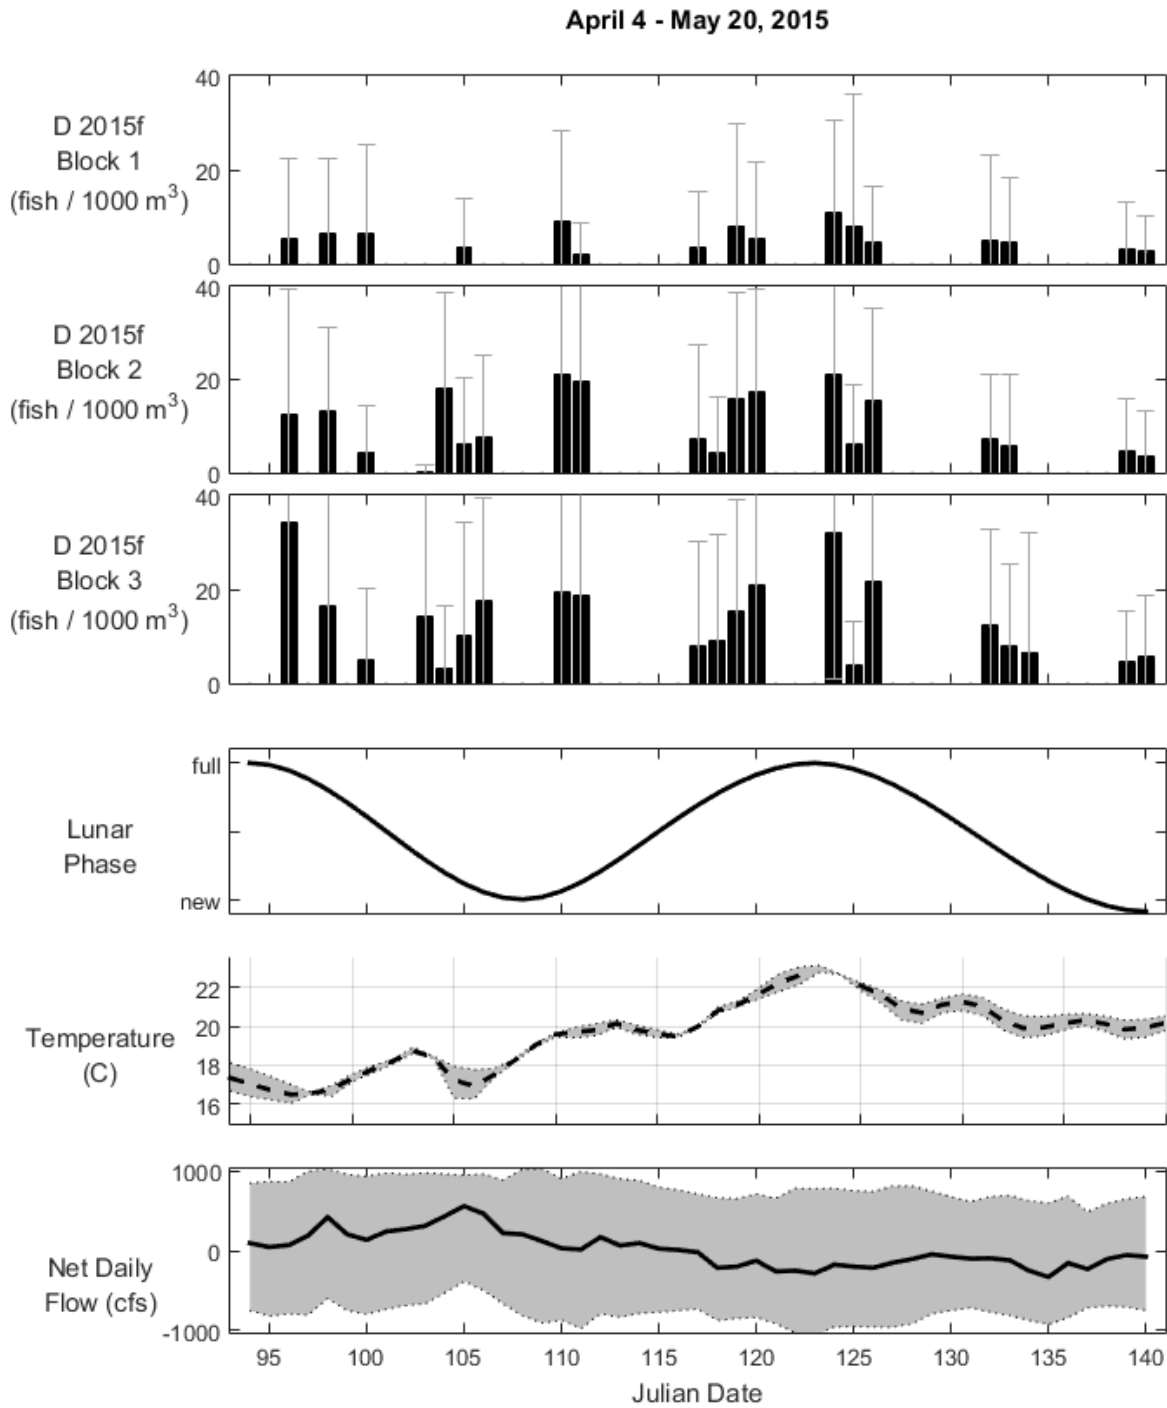 April 4 - May 20, 2015
40
D 2015f
Block 1
20
(fish / 1000 m³)
0
40
D 2015f
Block 2
20
(fish / 1000 m³)
0
40
D 2015f
Block 3
20
(fish / 1000 m³)
0
full
Lunar
Phase
new
22
20
Temperature
(C)
18
16
1000
0
Net Daily
Flow (cfs)
-1000
95 100 105 110 115 120 125 130 135 140
Julian Date